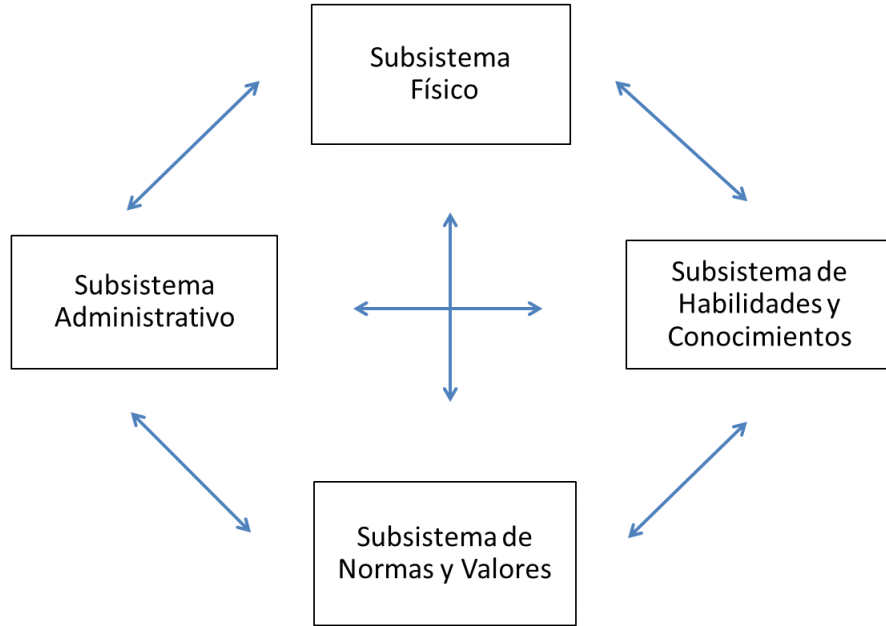 Subsistema
Físico
Subsistema
Administrativo
Subsistema de
Habilidades y
Conocimientos
Subsistema de
Normas y Valores